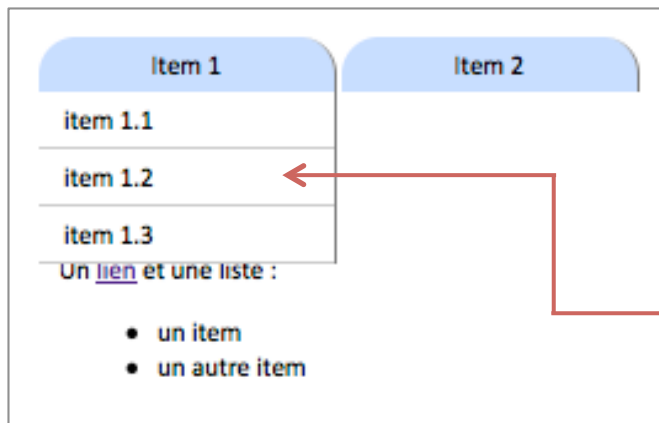 Item 1 Item 2
item 1.1
item 1.2
item 1.3
Un lien et une liste :
● un item
● un autre item